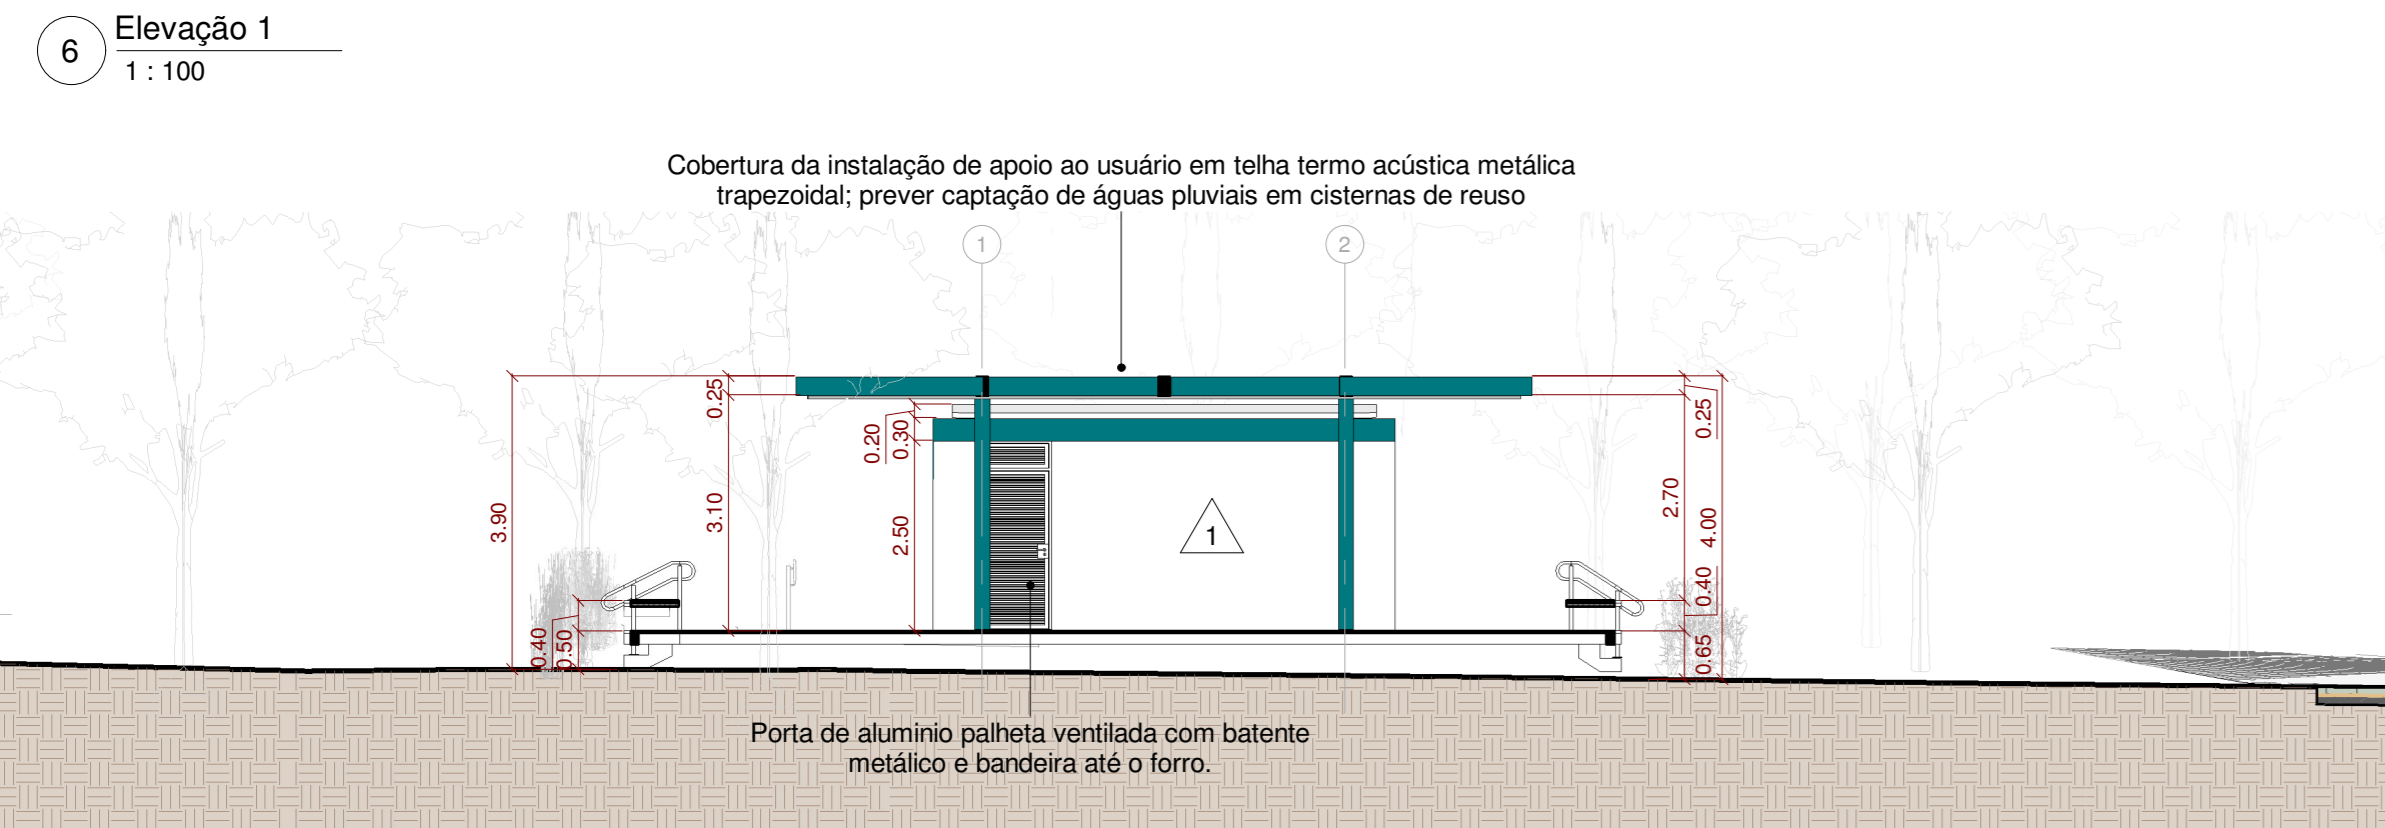 6
Elevação 1
1 : 100
Cobertura da instalação de apoio ao usuário em telha termo acústica metálica
trapezoidal; prever captação de águas pluviais em cisternas de reuso
1
2
3.90
0.40
0.50
0.25
3.10
0.20
0.30
2.50
1
0.25
2.70
4.00
0.40
0.65
Porta de aluminio palheta ventilada com batente
metálico e bandeira até o forro.